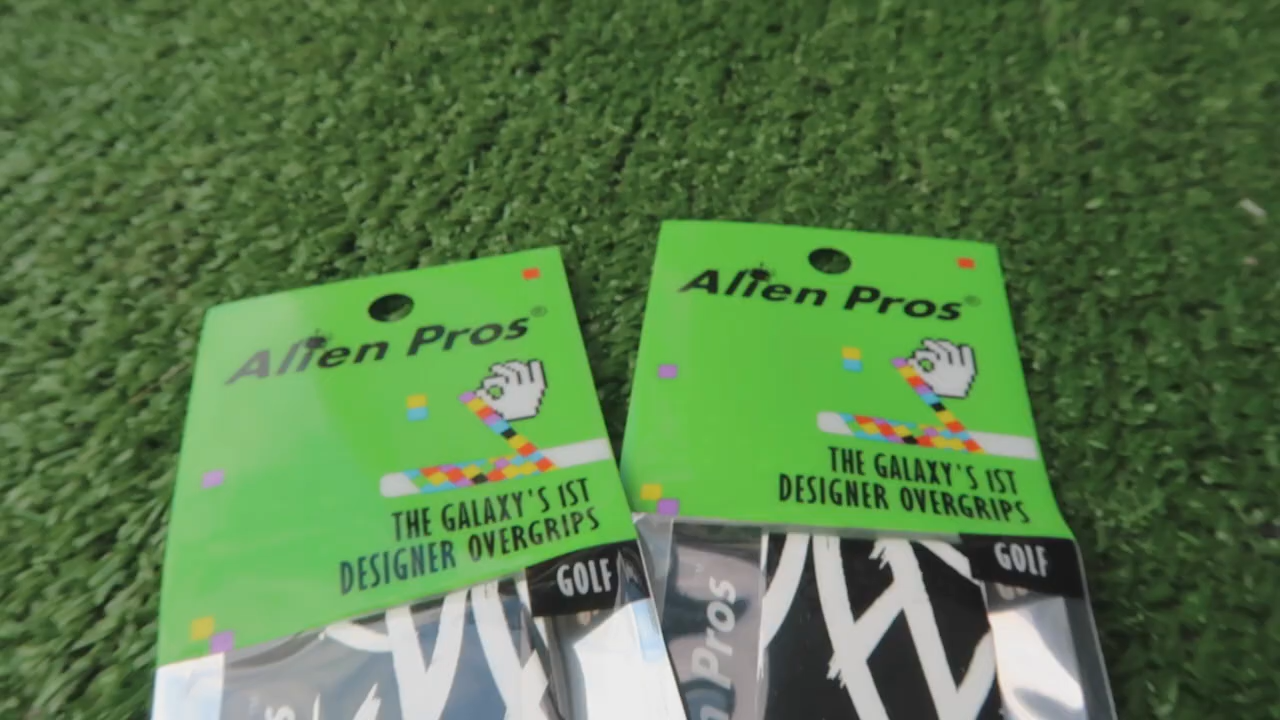 Alien Pros®
THE GALAXY'S 1ST
DESIGNER OVERGRIPS
GOLF
Alien Pros®
THE GALAXY'S 1ST
DESIGNER OVERGRIPS
GOLF
Pros